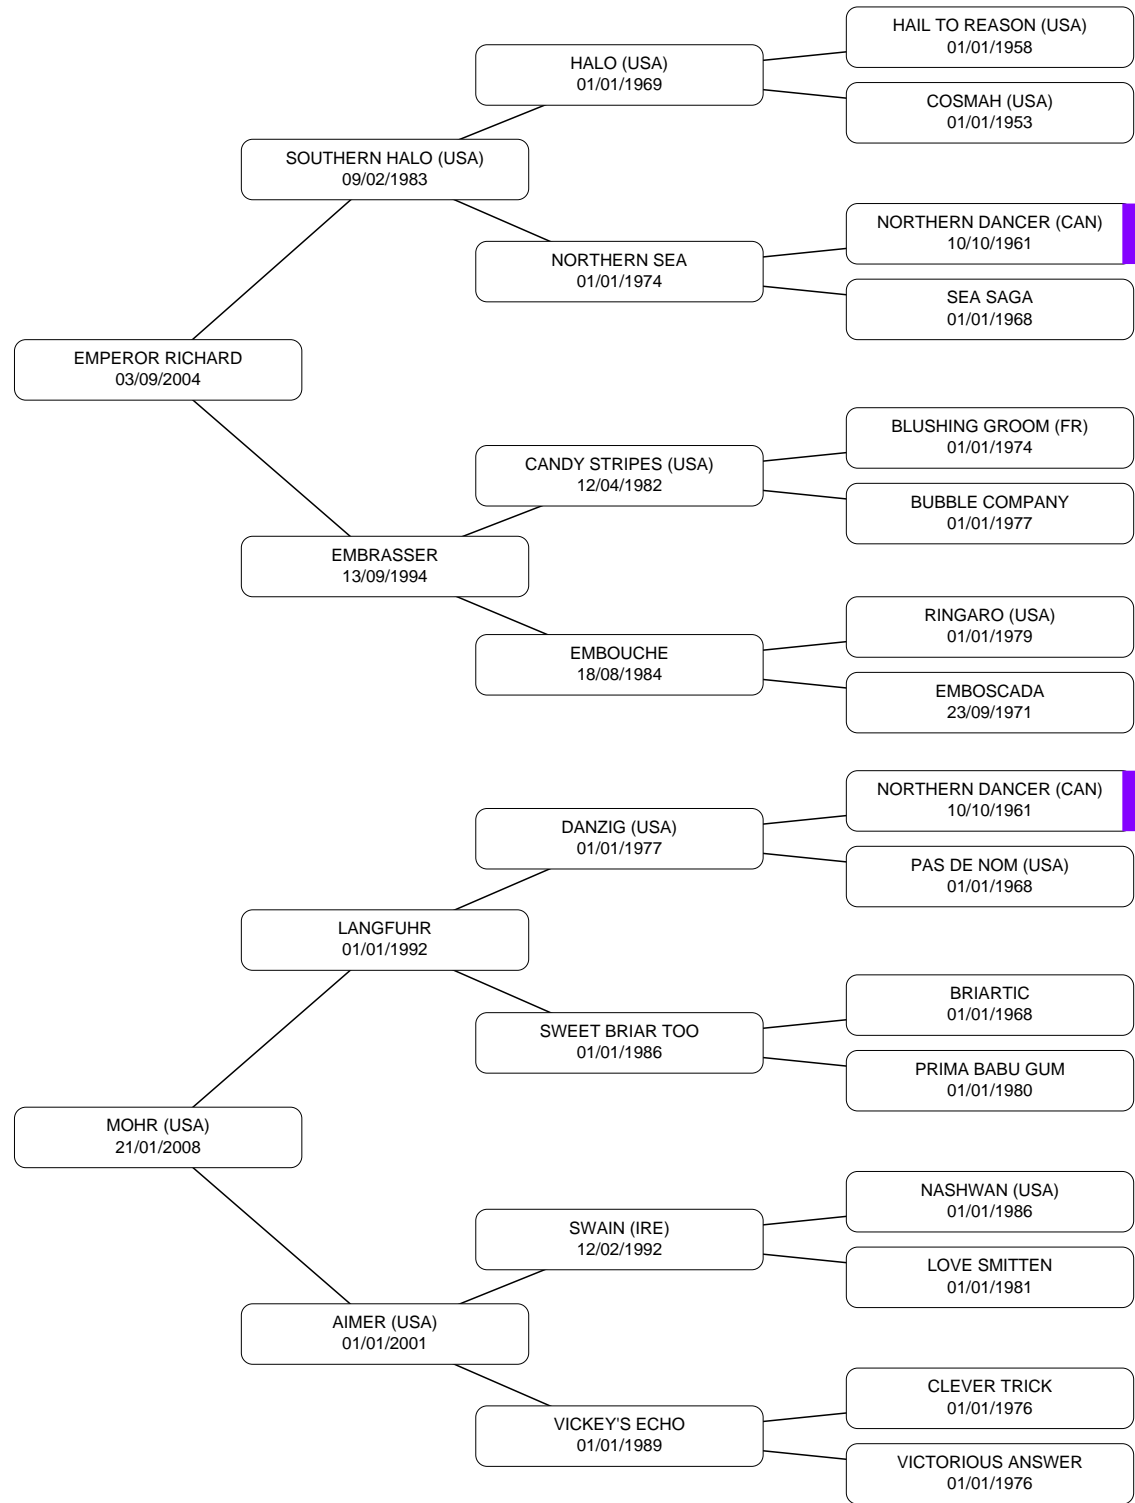 HAIL TO REASON (USA)
01/01/1958
HALO (USA)
01/01/1969
COSMAH (USA)
01/01/1953
SOUTHERN HALO (USA)
09/02/1983
NORTHERN DANCER (CAN)
10/10/1961
NORTHERN SEA
01/01/1974
SEA SAGA
01/01/1968
EMPEROR RICHARD
03/09/2004
BLUSHING GROOM (FR)
01/01/1974
CANDY STRIPES (USA)
12/04/1982
BUBBLE COMPANY
01/01/1977
EMBRASSER
13/09/1994
RINGARO (USA)
01/01/1979
EMBOUCHE
18/08/1984
EMBOSCADA
23/09/1971
NORTHERN DANCER (CAN)
10/10/1961
DANZIG (USA)
01/01/1977
PAS DE NOM (USA)
01/01/1968
LANGFUHR
01/01/1992
BRIARTIC
01/01/1968
SWEET BRIAR TOO
01/01/1986
PRIMA BABU GUM
01/01/1980
MOHR (USA)
21/01/2008
NASHWAN (USA)
01/01/1986
SWAIN (IRE)
12/02/1992
LOVE SMITTEN
01/01/1981
AIMER (USA)
01/01/2001
CLEVER TRICK
01/01/1976
VICKEY'S ECHO
01/01/1989
VICTORIOUS ANSWER
01/01/1976